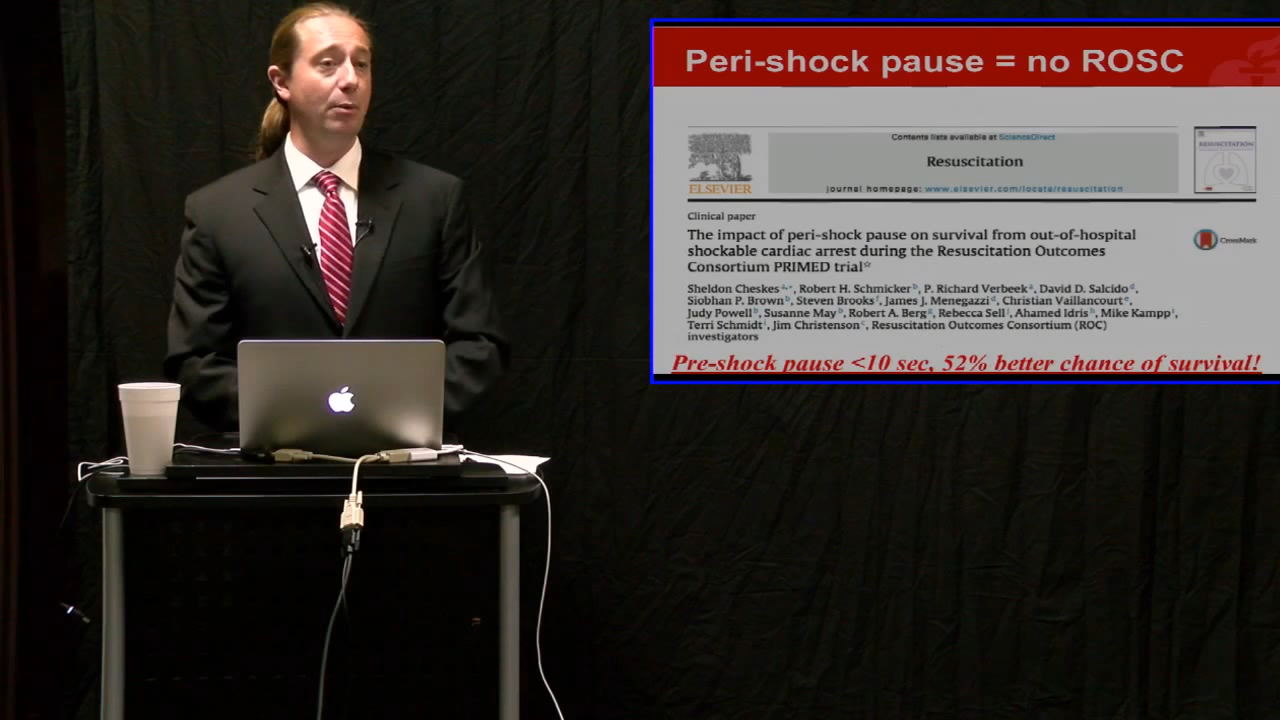 Peri-shock pause = no ROSC
Contents lists available at ScienceDirect
Resuscitation
journal homepage: www.elsevier.com/locate/resuscitation
ELSEVIER
RESUSCITATION
Clinical paper
The impact of peri-shock pause on survival from out-of-hospital
shockable cardiac arrest during the Resuscitation Outcomes
Consortium PRIMED trial☆
CrossMark
Sheldon Cheskes a,*, Robert H. Schmicker b, P. Richard Verbeek a, David D. Salcido d,
Siobhan P. Brown b, Steven Brooks f, James J. Menegazzi d, Christian Vaillancourt e,
Judy Powell b, Susanne May b, Robert A. Berg g, Rebecca Sell, Ahamed Idris, Mike Kampp,
Terri Schmidt, Jim Christenson c, Resuscitation Outcomes Consortium (ROC)
investigators
Pre-shock pause <10 sec, 52% better chance of survival!